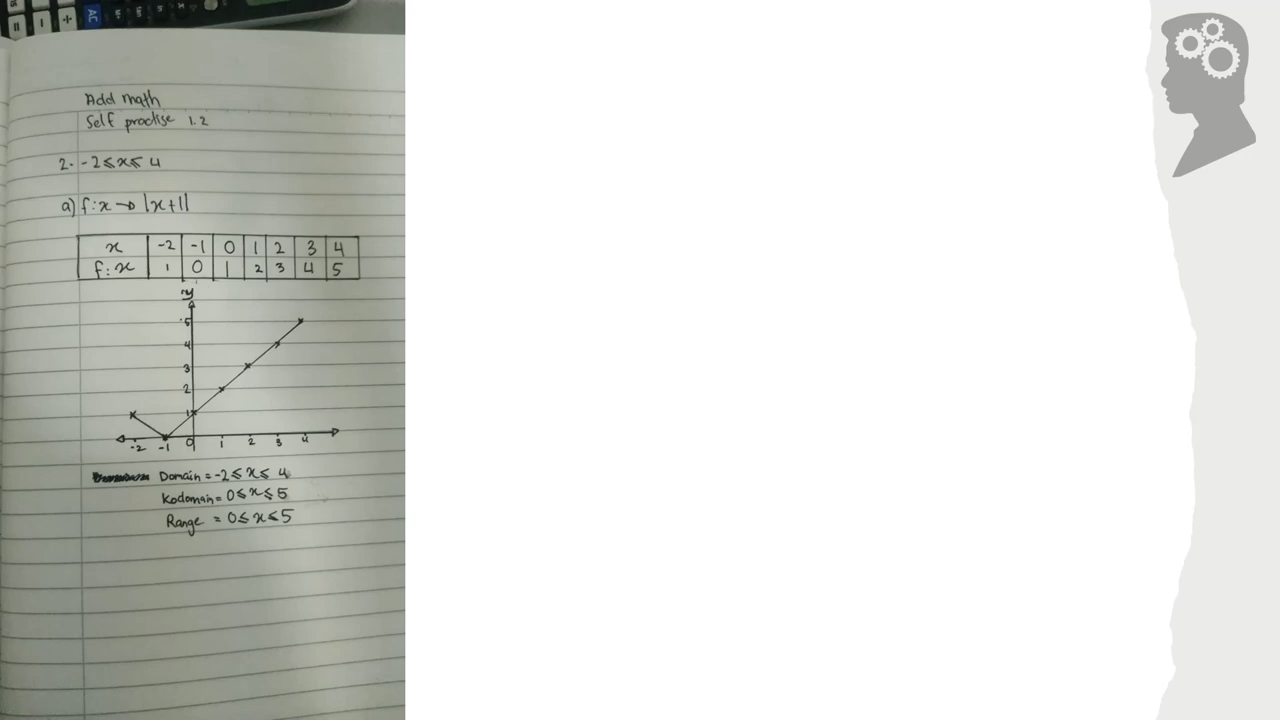 AC
Add math
Self practise 1.2
2. -2 ≤ x ≤ 4
a) f : x → |x+1|
x -2 -1 0 1 2 3 4
f : x 1 0 1 2 3 4 5
y
5
4
3
2
1
-2 -1 0 1 2 3 4
Domain = -2 ≤ x ≤ 4
Kodomain = 0 ≤ x ≤ 5
Range = 0 ≤ x ≤ 5